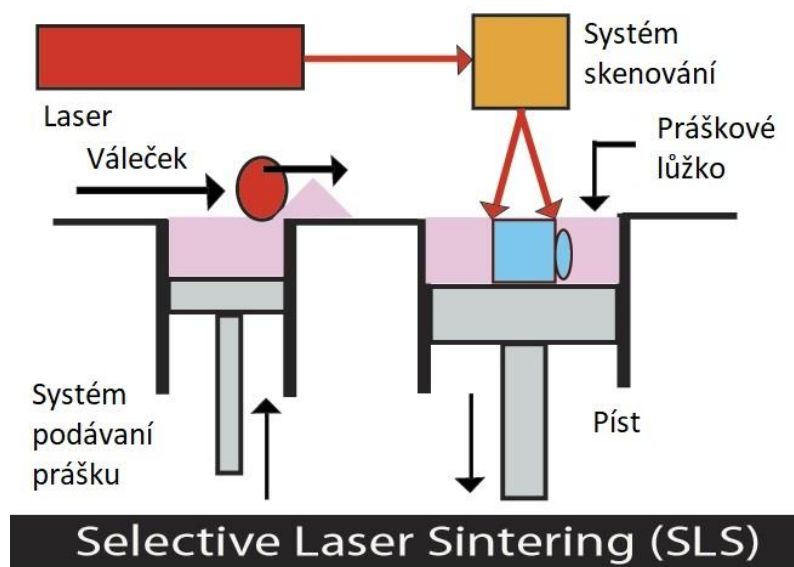 Systém
skenování
Laser
Práškové
lůžko
Váleček
Systém
podávaní
prášku
Píst
Selective Laser Sintering (SLS)